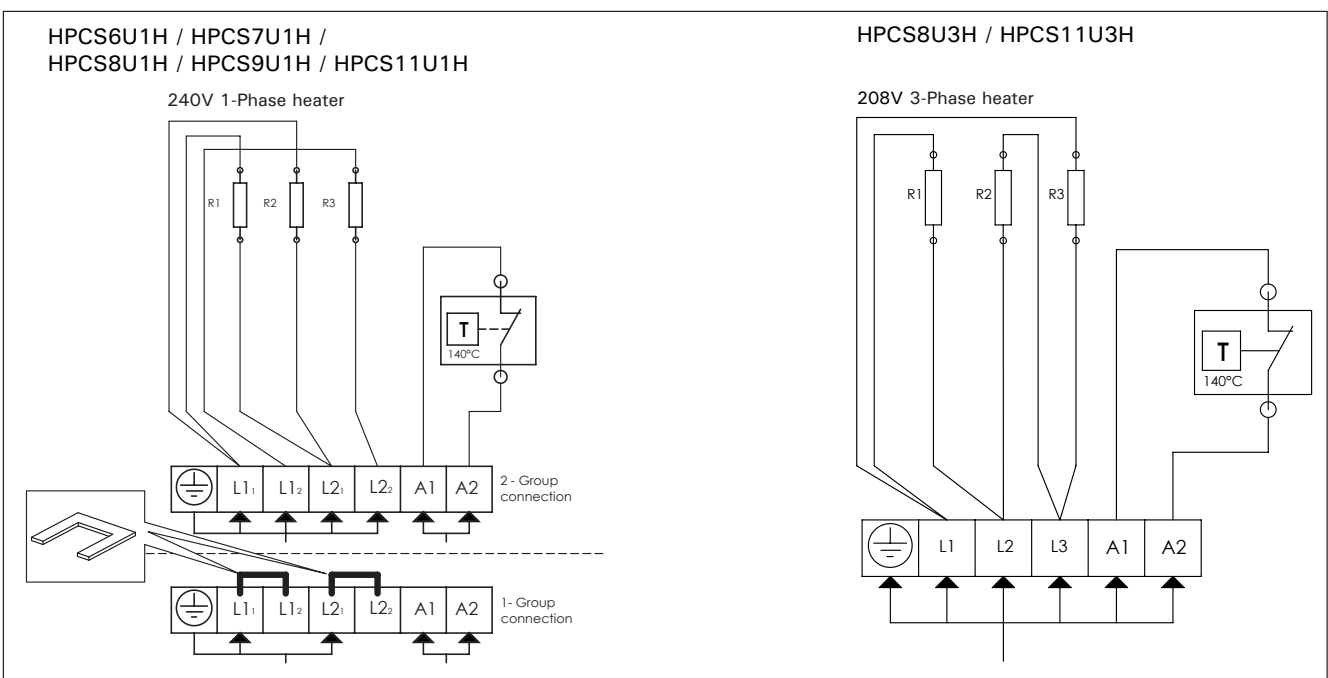 HPCS6U1H / HPCS7U1H /
HPCS8U1H / HPCS9U1H / HPCS11U1H
240V 1-Phase heater
R1 R2 R3
T
140°C
L1₁ L1₂ L2₁ L2₂ A1 A2
2 - Group
connection
L1₁ L1₂ L2₁ L2₂ A1 A2
1- Group
connection
HPCS8U3H / HPCS11U3H
208V 3-Phase heater
R1 R2 R3
T
140°C
L1 L2 L3 A1 A2